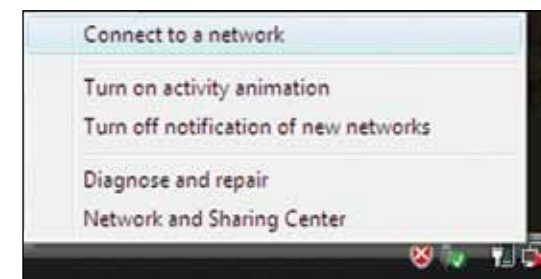 Connect to a network
Turn on activity animation
Turn off notification of new networks
Diagnose and repair
Network and Sharing Center